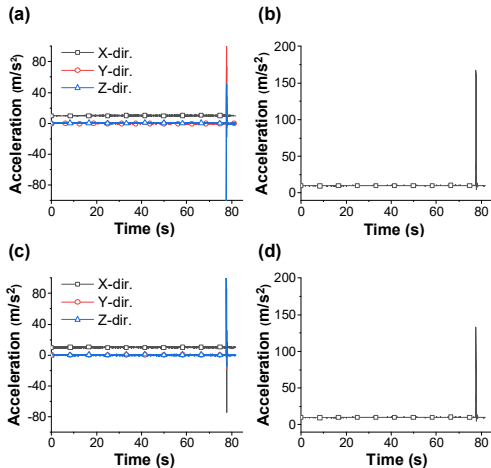 (a)
X-dir.
Y-dir.
Z-dir.
80
40
0
-40
-80
0 20 40 60 80
Acceleration (m/s²)
Time (s)
(b)
200
150
100
50
0
0 20 40 60 80
Acceleration (m/s²)
Time (s)
(c)
X-dir.
Y-dir.
Z-dir.
80
40
0
-40
-80
0 20 40 60 80
Acceleration (m/s²)
Time (s)
(d)
200
150
100
50
0
0 20 40 60 80
Acceleration (m/s²)
Time (s)